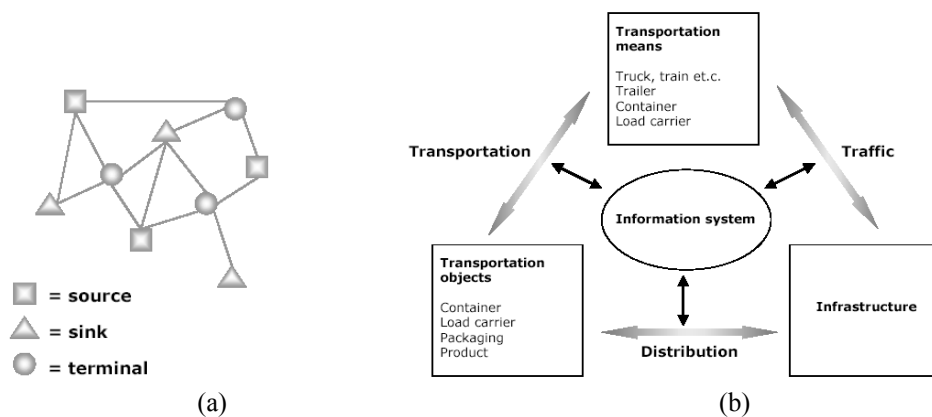 = source
= sink
= terminal
(a)
Transportation
means
Truck, train et.c.
Trailer
Container
Load carrier
Transportation
Traffic
Information system
Transportation
objects
Container
Load carrier
Packaging
Product
Infrastructure
Distribution
(b)